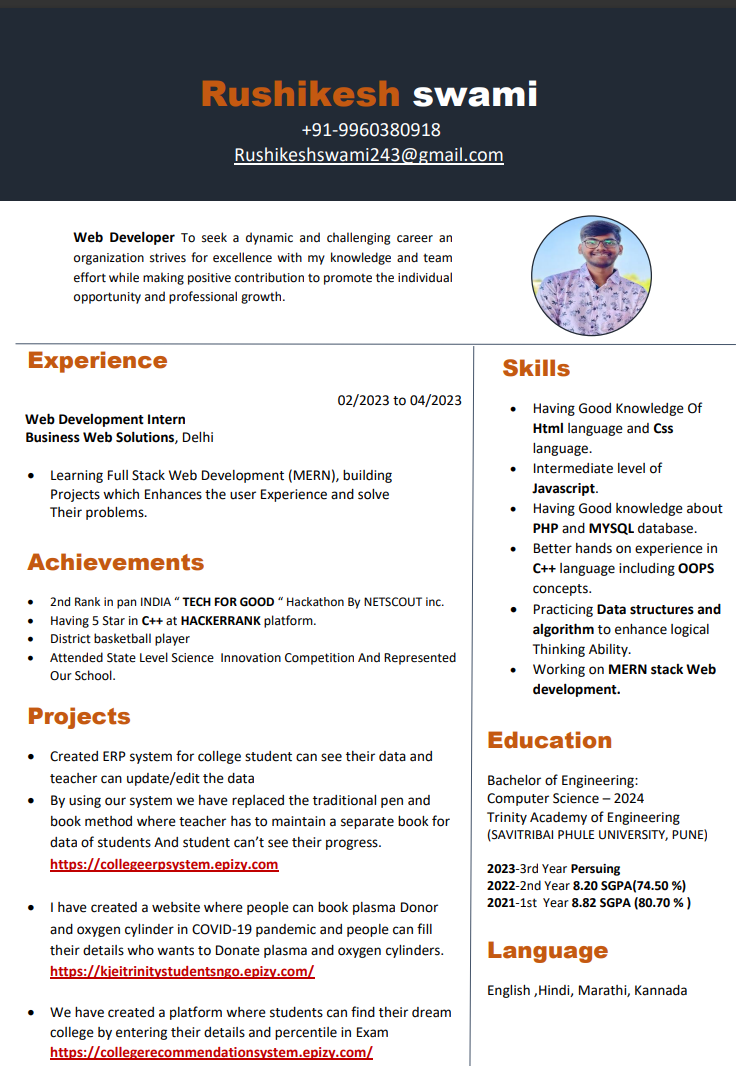 Rushikesh swami
+91-9960380918
Rushikeshswami243@gmail.com
Web Developer To seek a dynamic and challenging career an
organization strives for excellence with my knowledge and team
effort while making positive contribution to promote the individual
opportunity and professional growth.
Experience
02/2023 to 04/2023
Web Development Intern
Business Web Solutions, Delhi
• Learning Full Stack Web Development (MERN), building
Projects which Enhances the user Experience and solve
Their problems.
Achievements
• 2nd Rank in pan INDIA “ TECH FOR GOOD “ Hackathon By NETSCOUT inc.
• Having 5 Star in C++ at HACKERRANK platform.
• District basketball player
• Attended State Level Science  Innovation Competition And Represented
Our School.
Projects
• Created ERP system for college student can see their data and
teacher can update/edit the data
• By using our system we have replaced the traditional pen and
book method where teacher has to maintain a separate book for
data of students And student can’t see their progress.
https://collegeerpsystem.epizy.com
• I have created a website where people can book plasma Donor
and oxygen cylinder in COVID-19 pandemic and people can fill
their details who wants to Donate plasma and oxygen cylinders.
https://kjeitrinitystudentsngo.epizy.com/
• We have created a platform where students can find their dream
college by entering their details and percentile in Exam
https://collegerecommendationsystem.epizy.com/
Skills
• Having Good Knowledge Of
Html language and Css
language.
• Intermediate level of
Javascript.
• Having Good knowledge about
PHP and MYSQL database.
• Better hands on experience in
C++ language including OOPS
concepts.
• Practicing Data structures and
algorithm to enhance logical
Thinking Ability.
• Working on MERN stack Web
development.
Education
Bachelor of Engineering:
Computer Science – 2024
Trinity Academy of Engineering
(SAVITRIBAI PHULE UNIVERSITY, PUNE)
2023-3rd Year Persuing
2022-2nd Year 8.20 SGPA(74.50 %)
2021-1st  Year 8.82 SGPA (80.70 % )
Language
English ,Hindi, Marathi, Kannada